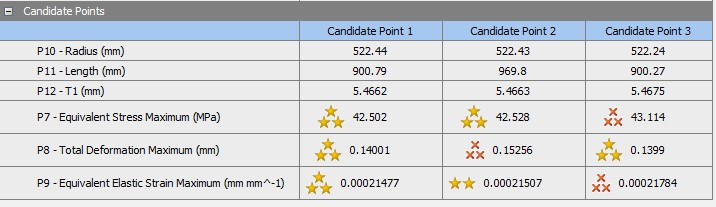 Candidate Points
Candidate Point 1 Candidate Point 2 Candidate Point 3
P10 - Radius (mm) 522.44 522.43 522.24
P11 - Length (mm) 900.79 969.8 900.27
P12 - T1 (mm) 5.4662 5.4663 5.4675
P7 - Equivalent Stress Maximum (MPa) 42.502 42.528 43.114
P8 - Total Deformation Maximum (mm) 0.14001 0.15256 0.1399
P9 - Equivalent Elastic Strain Maximum (mm mm^-1) 0.00021477 0.00021507 0.00021784